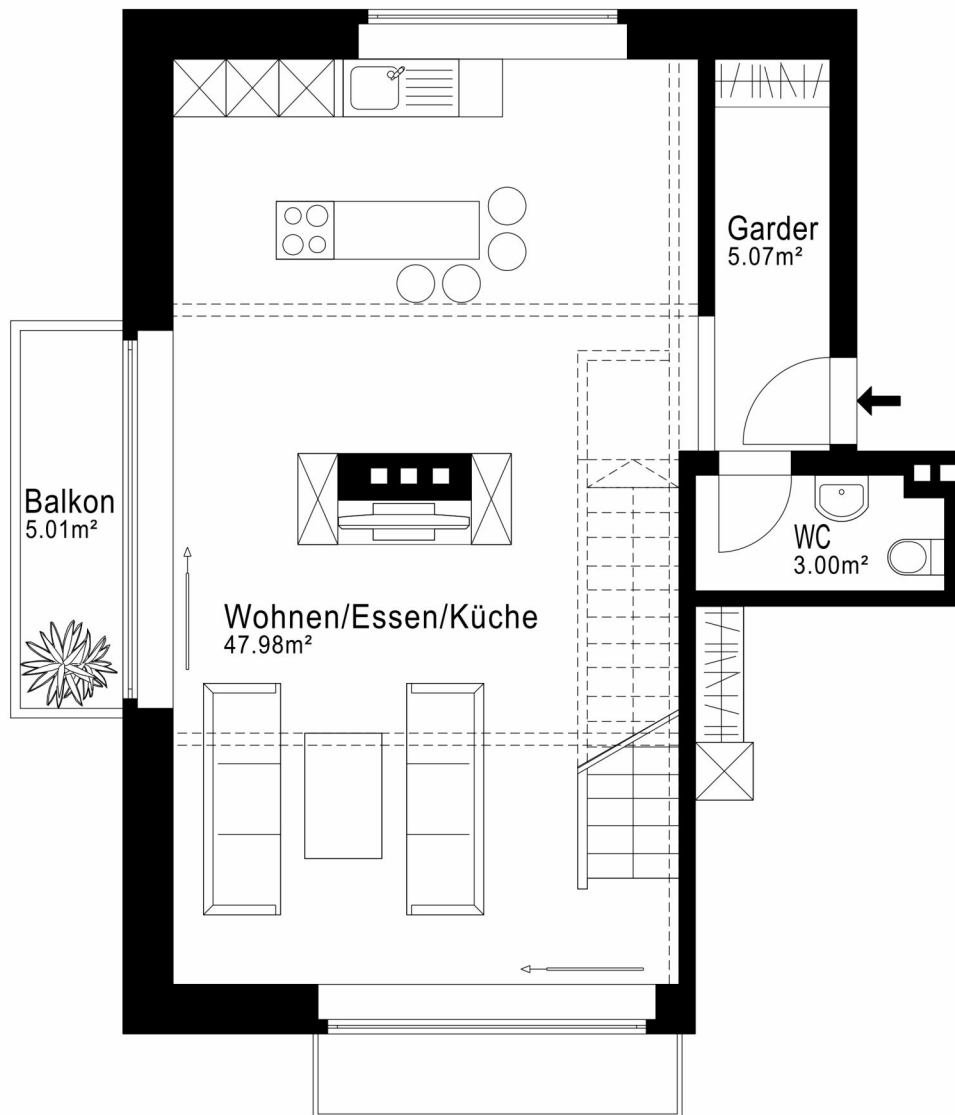 Garder
5.07m²
Balkon
5.01m²
WC
3.00m²
Wohnen/Essen/Küche
47.98m²